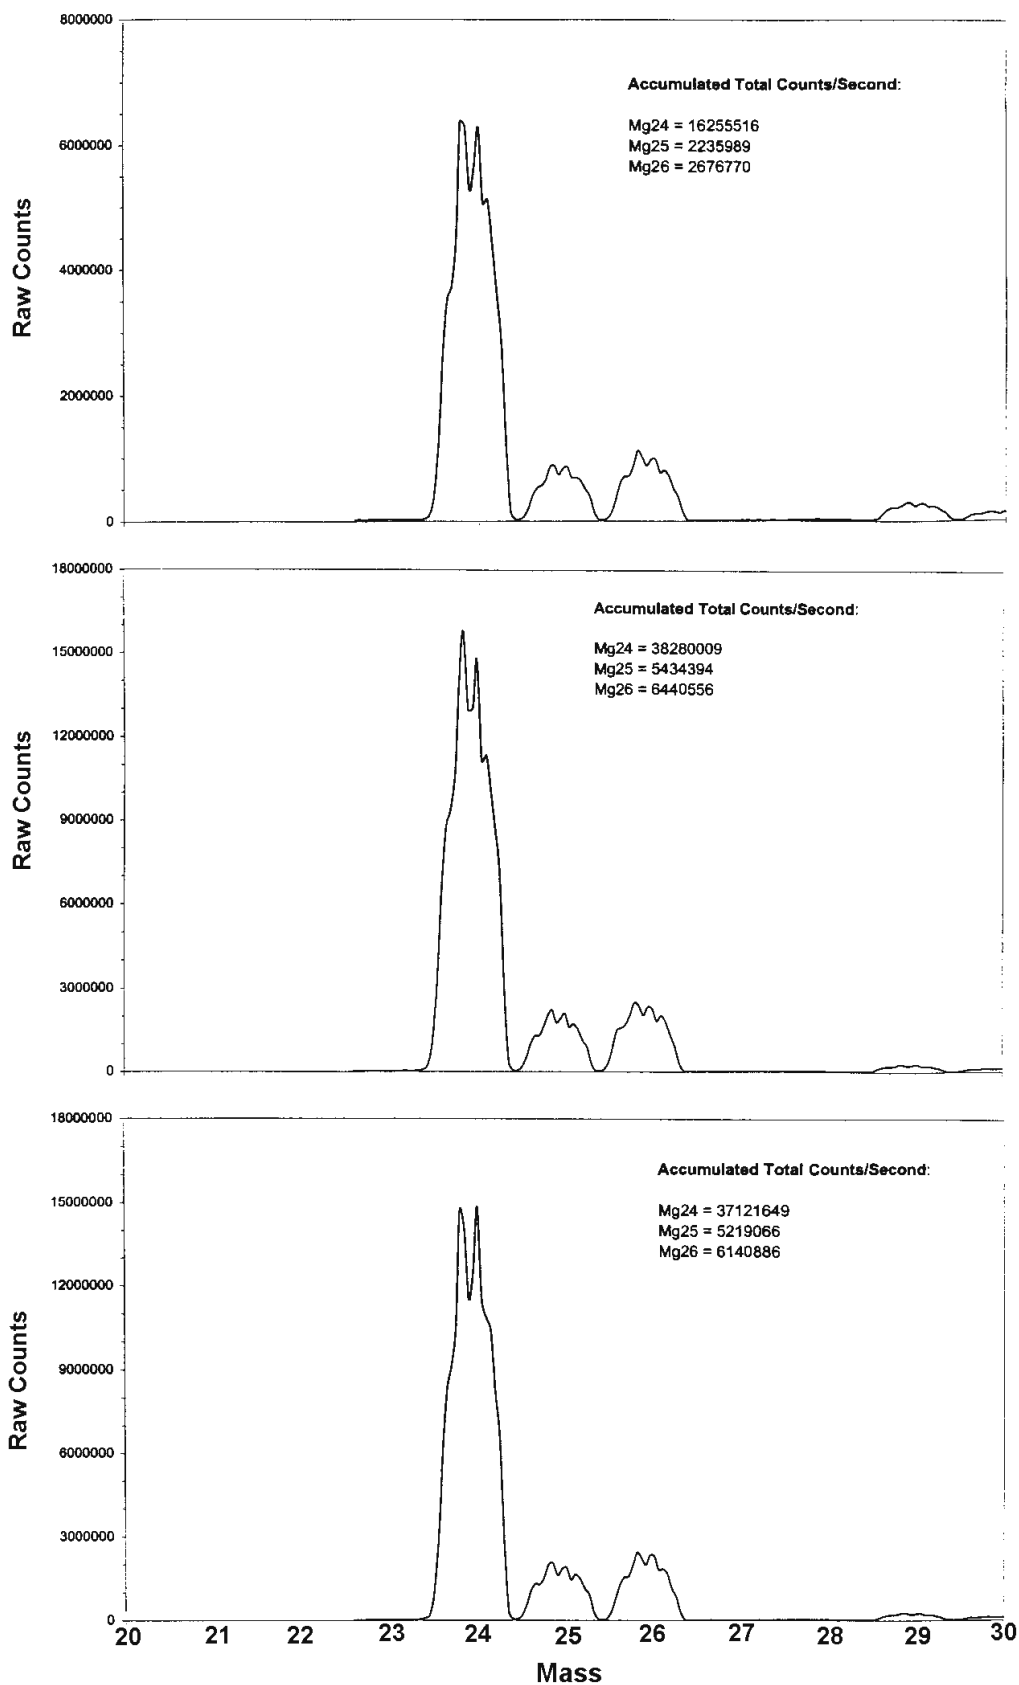 8000000
Accumulated Total Counts/Second:
Mg24 = 16255516
6000000
Mg25 = 2235989
Mg26 = 2676770
Raw Counts
4000000
2000000
0
18000000
Accumulated Total Counts/Second:
15000000
Mg24 = 38280009
Mg25 = 5434394
Mg26 = 6440556
12000000
Raw Counts
9000000
6000000
3000000
0
18000000
Accumulated Total Counts/Second:
15000000
Mg24 = 37121649
Mg25 = 5219066
Mg26 = 6140886
12000000
Raw Counts
9000000
6000000
3000000
0
20 21 22 23 24 25 26 27 28 29 30
Mass